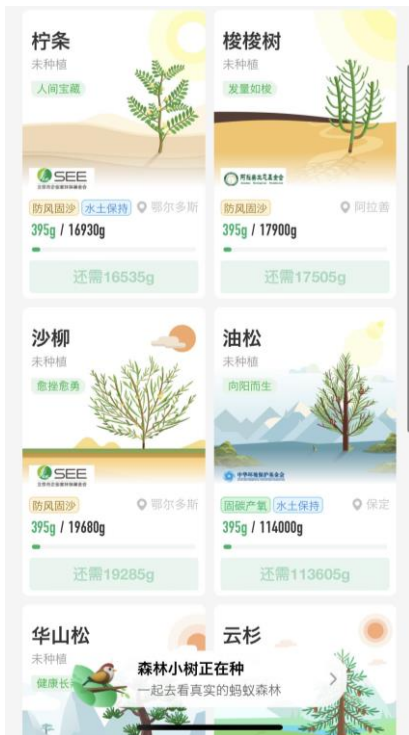 柠条
未种植
人间宝藏
SEE
防风固沙 水土保持 鄂尔多斯
395g / 16930g
还需16535g
梭梭树
未种植
发量如梭
防风固沙 阿拉善
395g / 17900g
还需17505g
沙柳
未种植
愈挫愈勇
SEE
防风固沙 鄂尔多斯
395g / 19680g
还需19285g
油松
未种植
向阳而生
中华环境保护基金会
固碳产氧 水土保持 保定
395g / 114000g
还需113605g
华山松
未种植
健康长
云杉
森林小树正在种
一起去看真实的蚂蚁森林